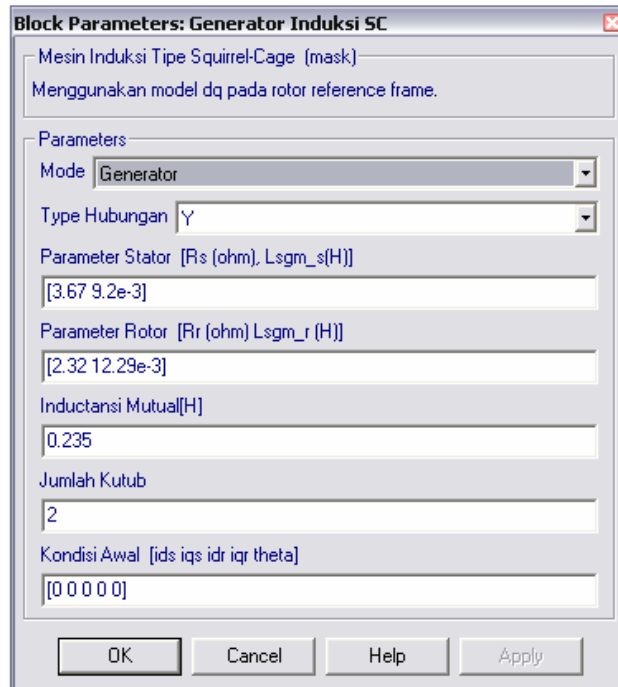 Block Parameters: Generator Induksi SC
Mesin Induksi Tipe Squirrel-Cage (mask)
Menggunakan model dq pada rotor reference frame.
Parameters
Mode Generator
Type Hubungan Y
Parameter Stator [Rs (ohm), Lsgm_s(H)]
[3.67 9.2e-3]
Parameter Rotor [Rr (ohm) Lsgm_r (H)]
[2.32 12.29e-3]
Inductansi Mutual[H]
0.235
Jumlah Kutub
2
Kondisi Awal [ids iqs idr iqr theta]
[0 0 0 0 0]
OK Cancel Help Apply